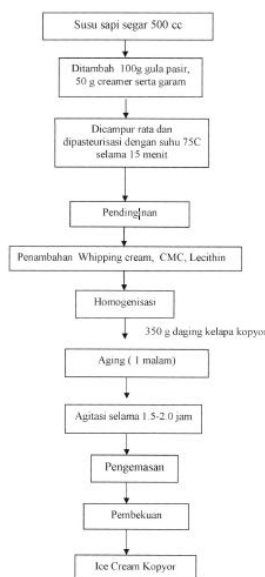 Susu sapi segar 500 cc
Ditambah 100g gula pasir,
50 g creamer serta garam
Dicampur rata dan
dipasteurisasi dengan suhu 75C
selama 15 menit
Pendinginan
Penambahan Whipping cream, CMC, Lecithin
Homogenisasi
350 g daging kelapa kopyor
Aging ( 1 malam)
Agitasi selama 1.5-2.0 jam
Pengemasan
Pembekuan
Ice Cream Kopyor